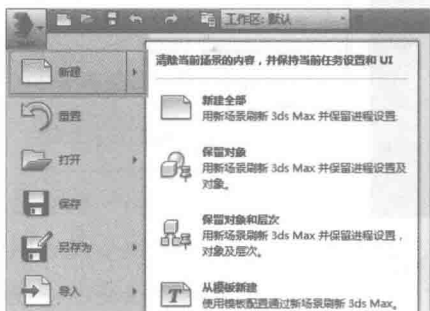 工作区: 默认
新建
清除当前场景的内容，并保持当前任务设置和 UI
新建全部
用新场景刷新 3ds Max 并保留进程设置
重置
保留对象
用新场景刷新 3ds Max 并保留进程设置及
对象。
打开
保存
保留对象和层次
用新场景刷新 3ds Max 并保留进程设置，
对象及层次。
另存为
导入
从模板新建
使用模板配置通过新场景刷新 3ds Max。